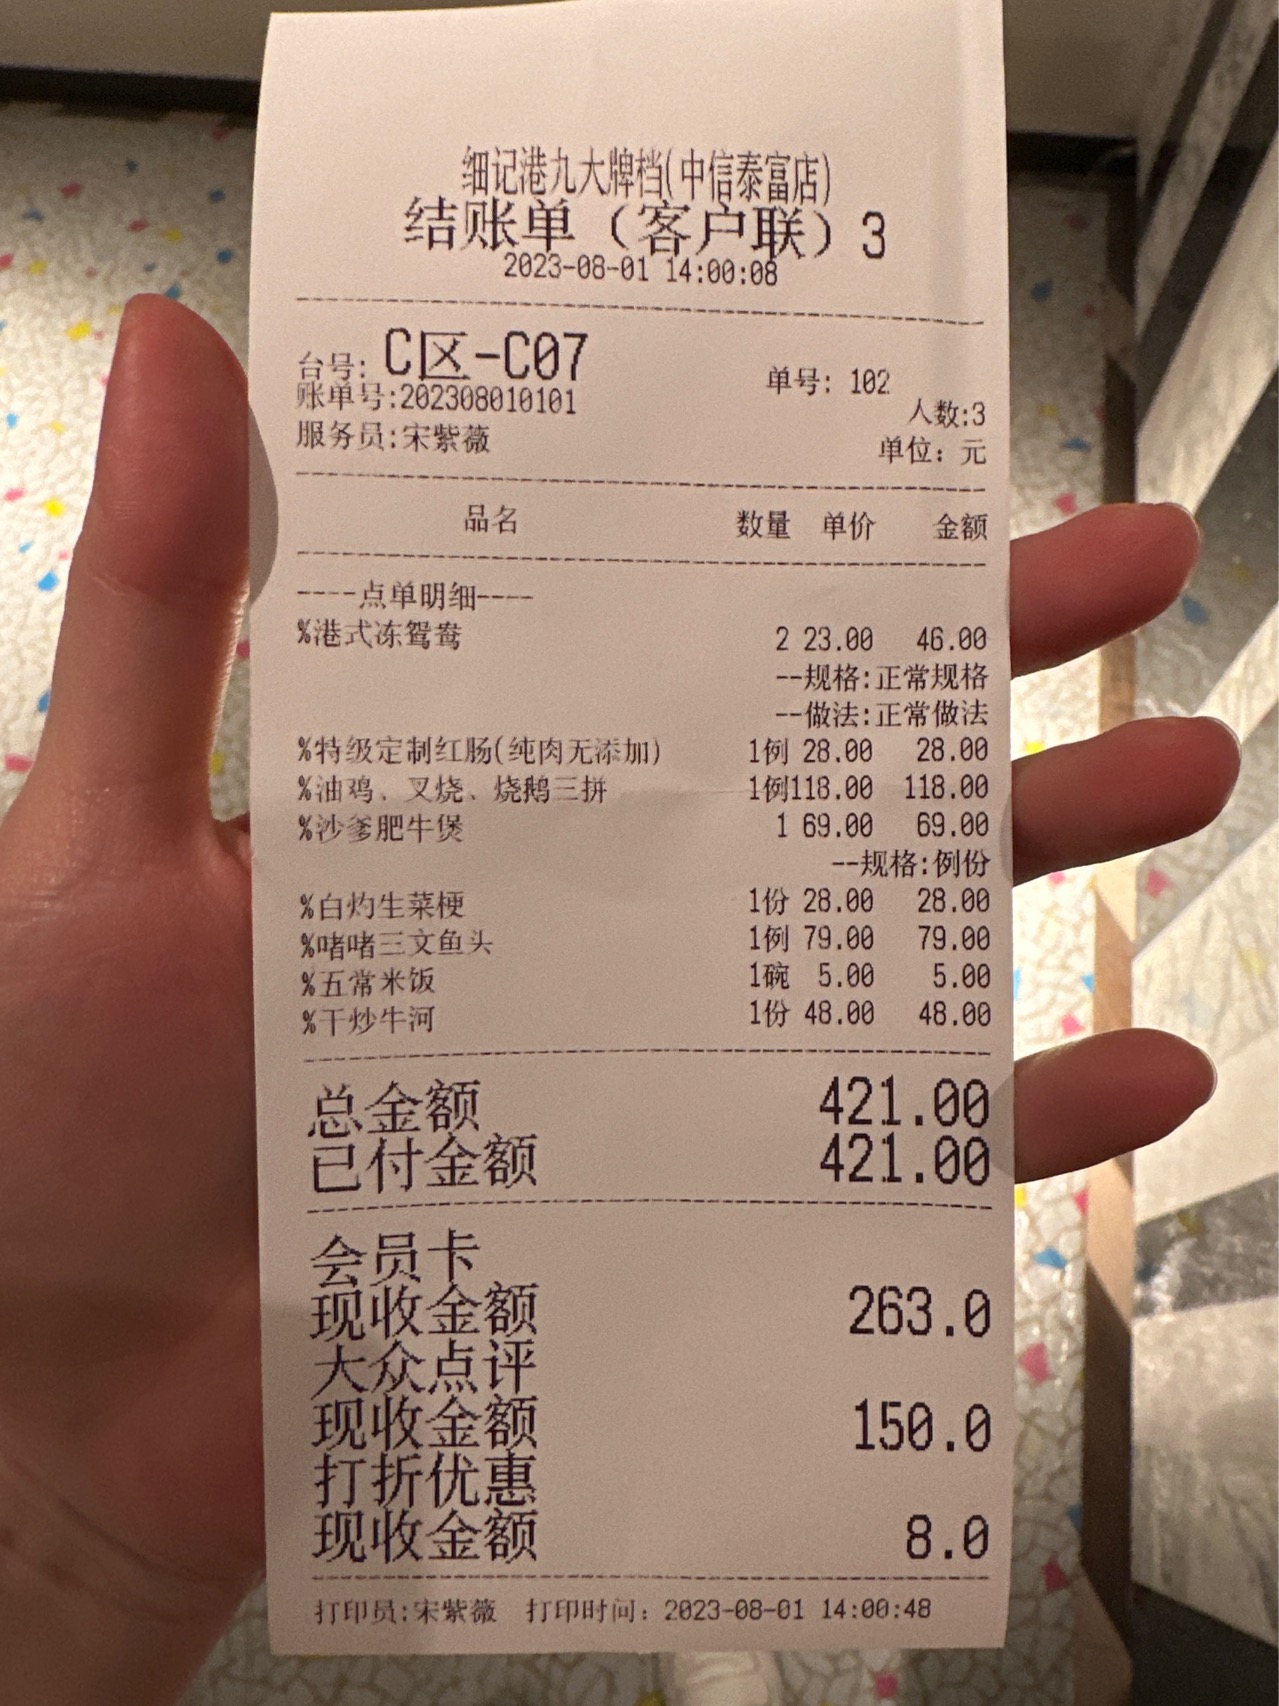 细记港九大牌档(中信泰富店)
结账单（客户联）3
2023-08-01 14:00:08
台号: C区-C07 单号: 102
账单号:202308010101 人数:3
服务员:宋紫薇 单位: 元
品名 数量 单价 金额
----点单明细----
%港式冻鸳鸯 2 23.00 46.00
--规格:正常规格
--做法:正常做法
%特级定制红肠(纯肉无添加) 1例 28.00 28.00
%油鸡、叉烧、烧鹅三拼 1例118.00 118.00
%沙爹肥牛煲 1 69.00 69.00
--规格:例份
%白灼生菜梗 1份 28.00 28.00
%啫啫三文鱼头 1例 79.00 79.00
%五常米饭 1碗 5.00 5.00
%干炒牛河 1份 48.00 48.00
总金额 421.00
已付金额 421.00
会员卡
现收金额 263.0
大众点评
现收金额 150.0
打折优惠
现收金额 8.0
打印员:宋紫薇 打印时间: 2023-08-01 14:00:48